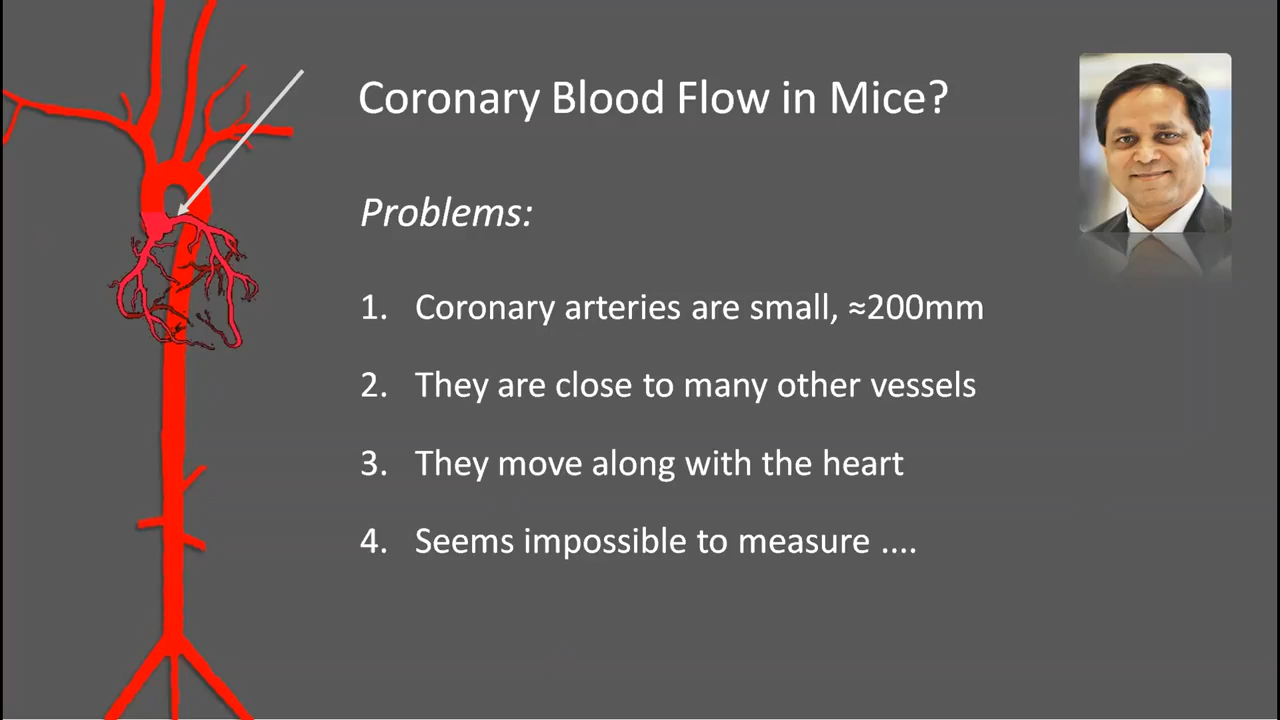 Coronary Blood Flow in Mice?
Problems:
1. Coronary arteries are small, ≈200mm
2. They are close to many other vessels
3. They move along with the heart
4. Seems impossible to measure ....